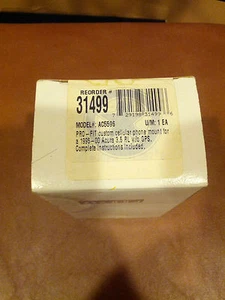 REORDER #
31499
MODEL#: AC5596
U/M: 1 EA
PRO-FIT custom cellular phone mount for
a 1996-00 Acura 3.5 RL w/o GPS.
Complete instructions included.